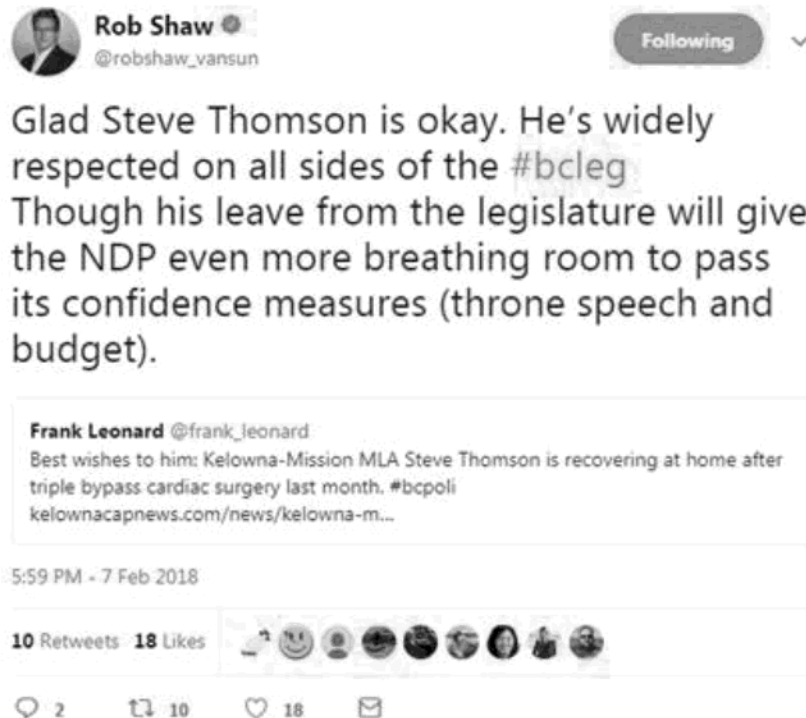 Rob Shaw
@robshaw_vansun
Following
Glad Steve Thomson is okay. He's widely
respected on all sides of the #bcleg
Though his leave from the legislature will give
the NDP even more breathing room to pass
its confidence measures (throne speech and
budget).
Frank Leonard @frank_leonard
Best wishes to him: Kelowna-Mission MLA Steve Thomson is recovering at home after
triple bypass cardiac surgery last month. #bcpoli
kelownacapnews.com/news/kelowna-m...
5:59 PM - 7 Feb 2018
10 Retweets 18 Likes
2 10 18